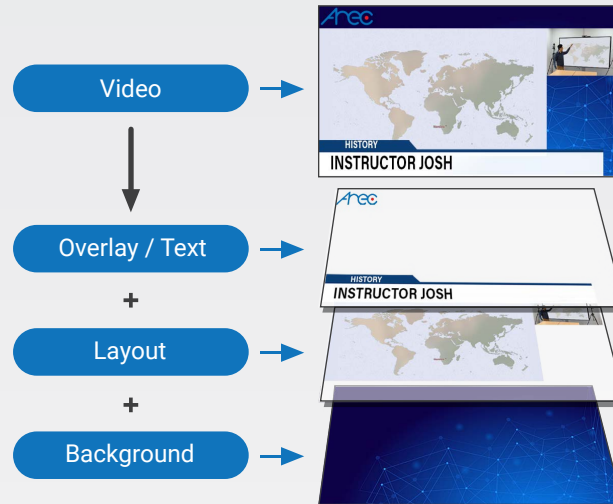 Video
Arec
HISTORY
INSTRUCTOR JOSH
Overlay / Text
Arec
HISTORY
INSTRUCTOR JOSH
+
Layout
+
Background